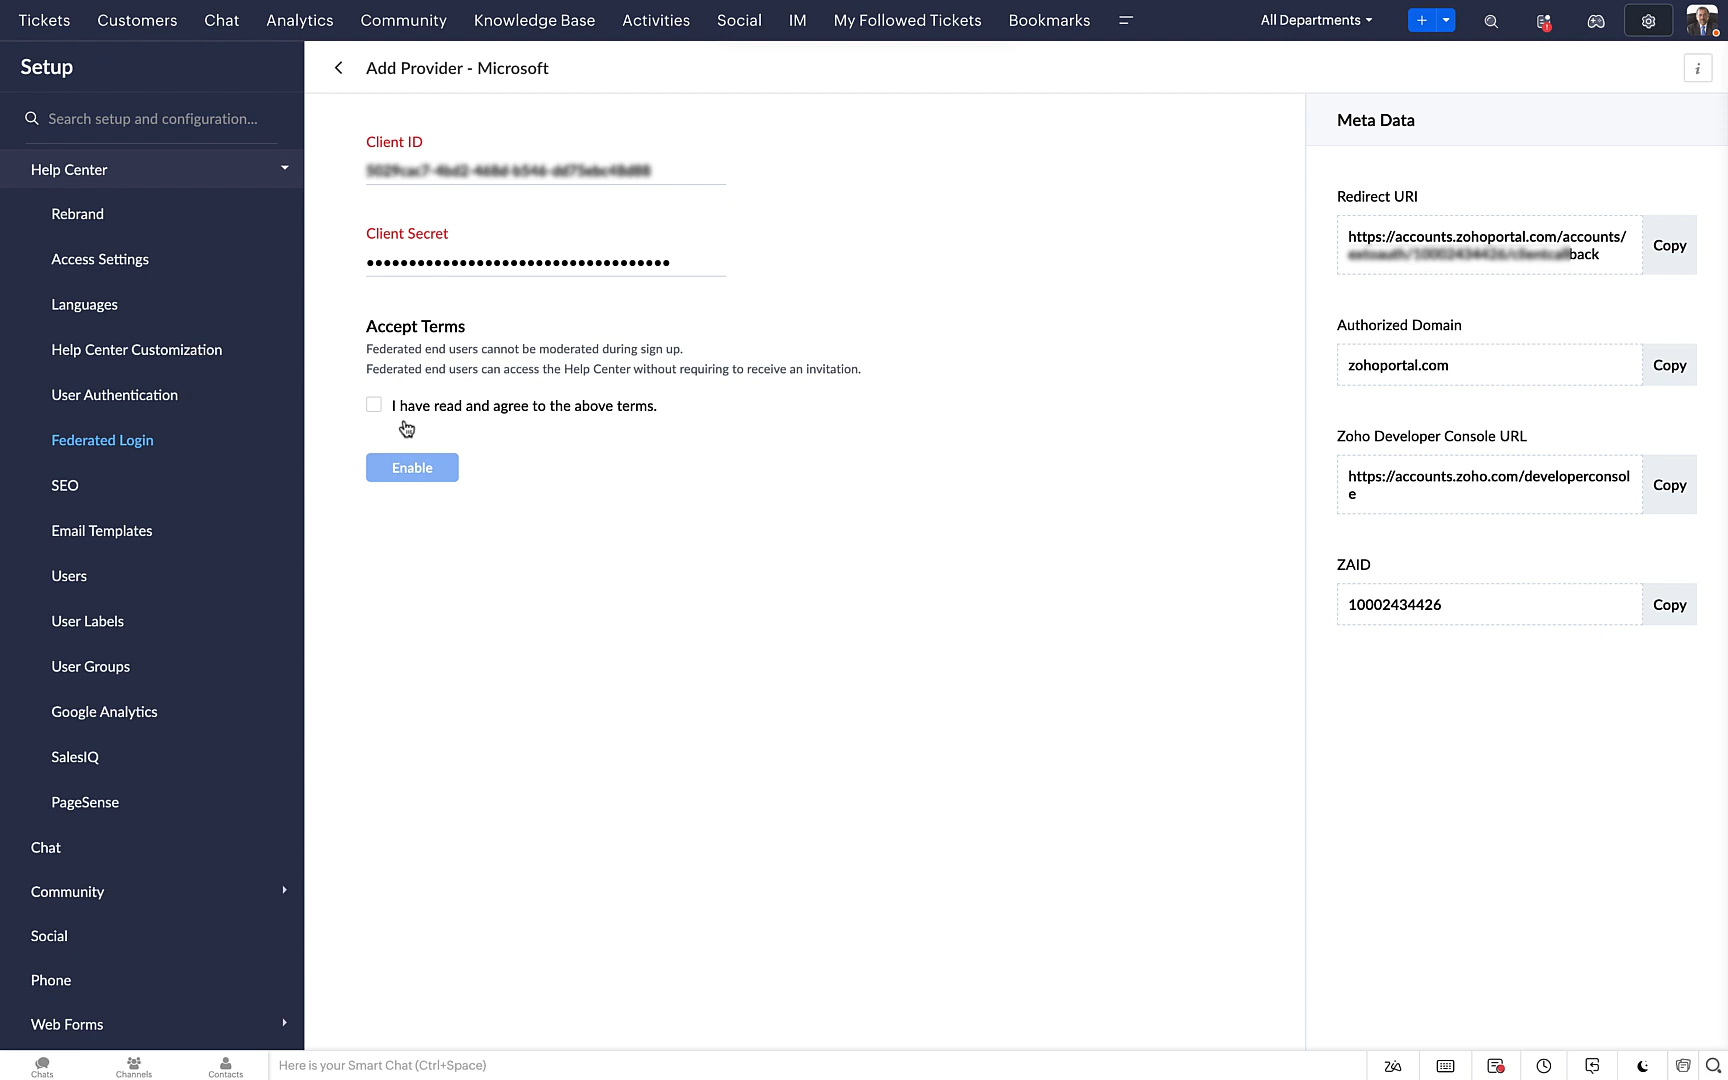 Tickets Customers Chat Analytics Community Knowledge Base Activities Social IM My Followed Tickets Bookmarks All Departments
Setup
Search setup and configuration...
Help Center
Rebrand
Access Settings
Languages
Help Center Customization
User Authentication
Federated Login
SEO
Email Templates
Users
User Labels
User Groups
Google Analytics
SalesIQ
PageSense
Chat
Community
Social
Phone
Web Forms
Add Provider - Microsoft
Client ID
Client Secret
••••••••••••••••••••••••••••••••••••
Accept Terms
Federated end users cannot be moderated during sign up.
Federated end users can access the Help Center without requiring to receive an invitation.
I have read and agree to the above terms.
Enable
i
Meta Data
Redirect URI
https://accounts.zohoportal.com/accounts/
back
Copy
Authorized Domain
zohoportal.com
Copy
Zoho Developer Console URL
https://accounts.zoho.com/developerconsol
e
Copy
ZAID
10002434426
Copy
Chats Channels Contacts
Here is your Smart Chat (Ctrl+Space)